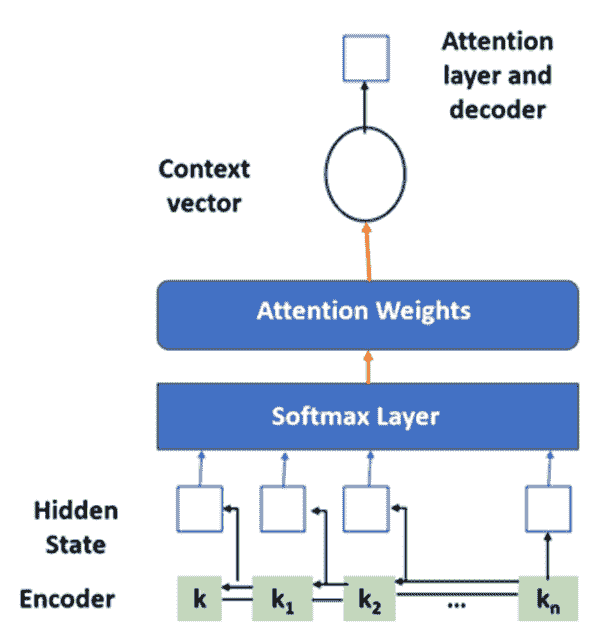 Attention
layer and
decoder
Context
vector
Attention Weights
Softmax Layer
Hidden
State
Encoder
k
k₁
k₂
...
kₙ